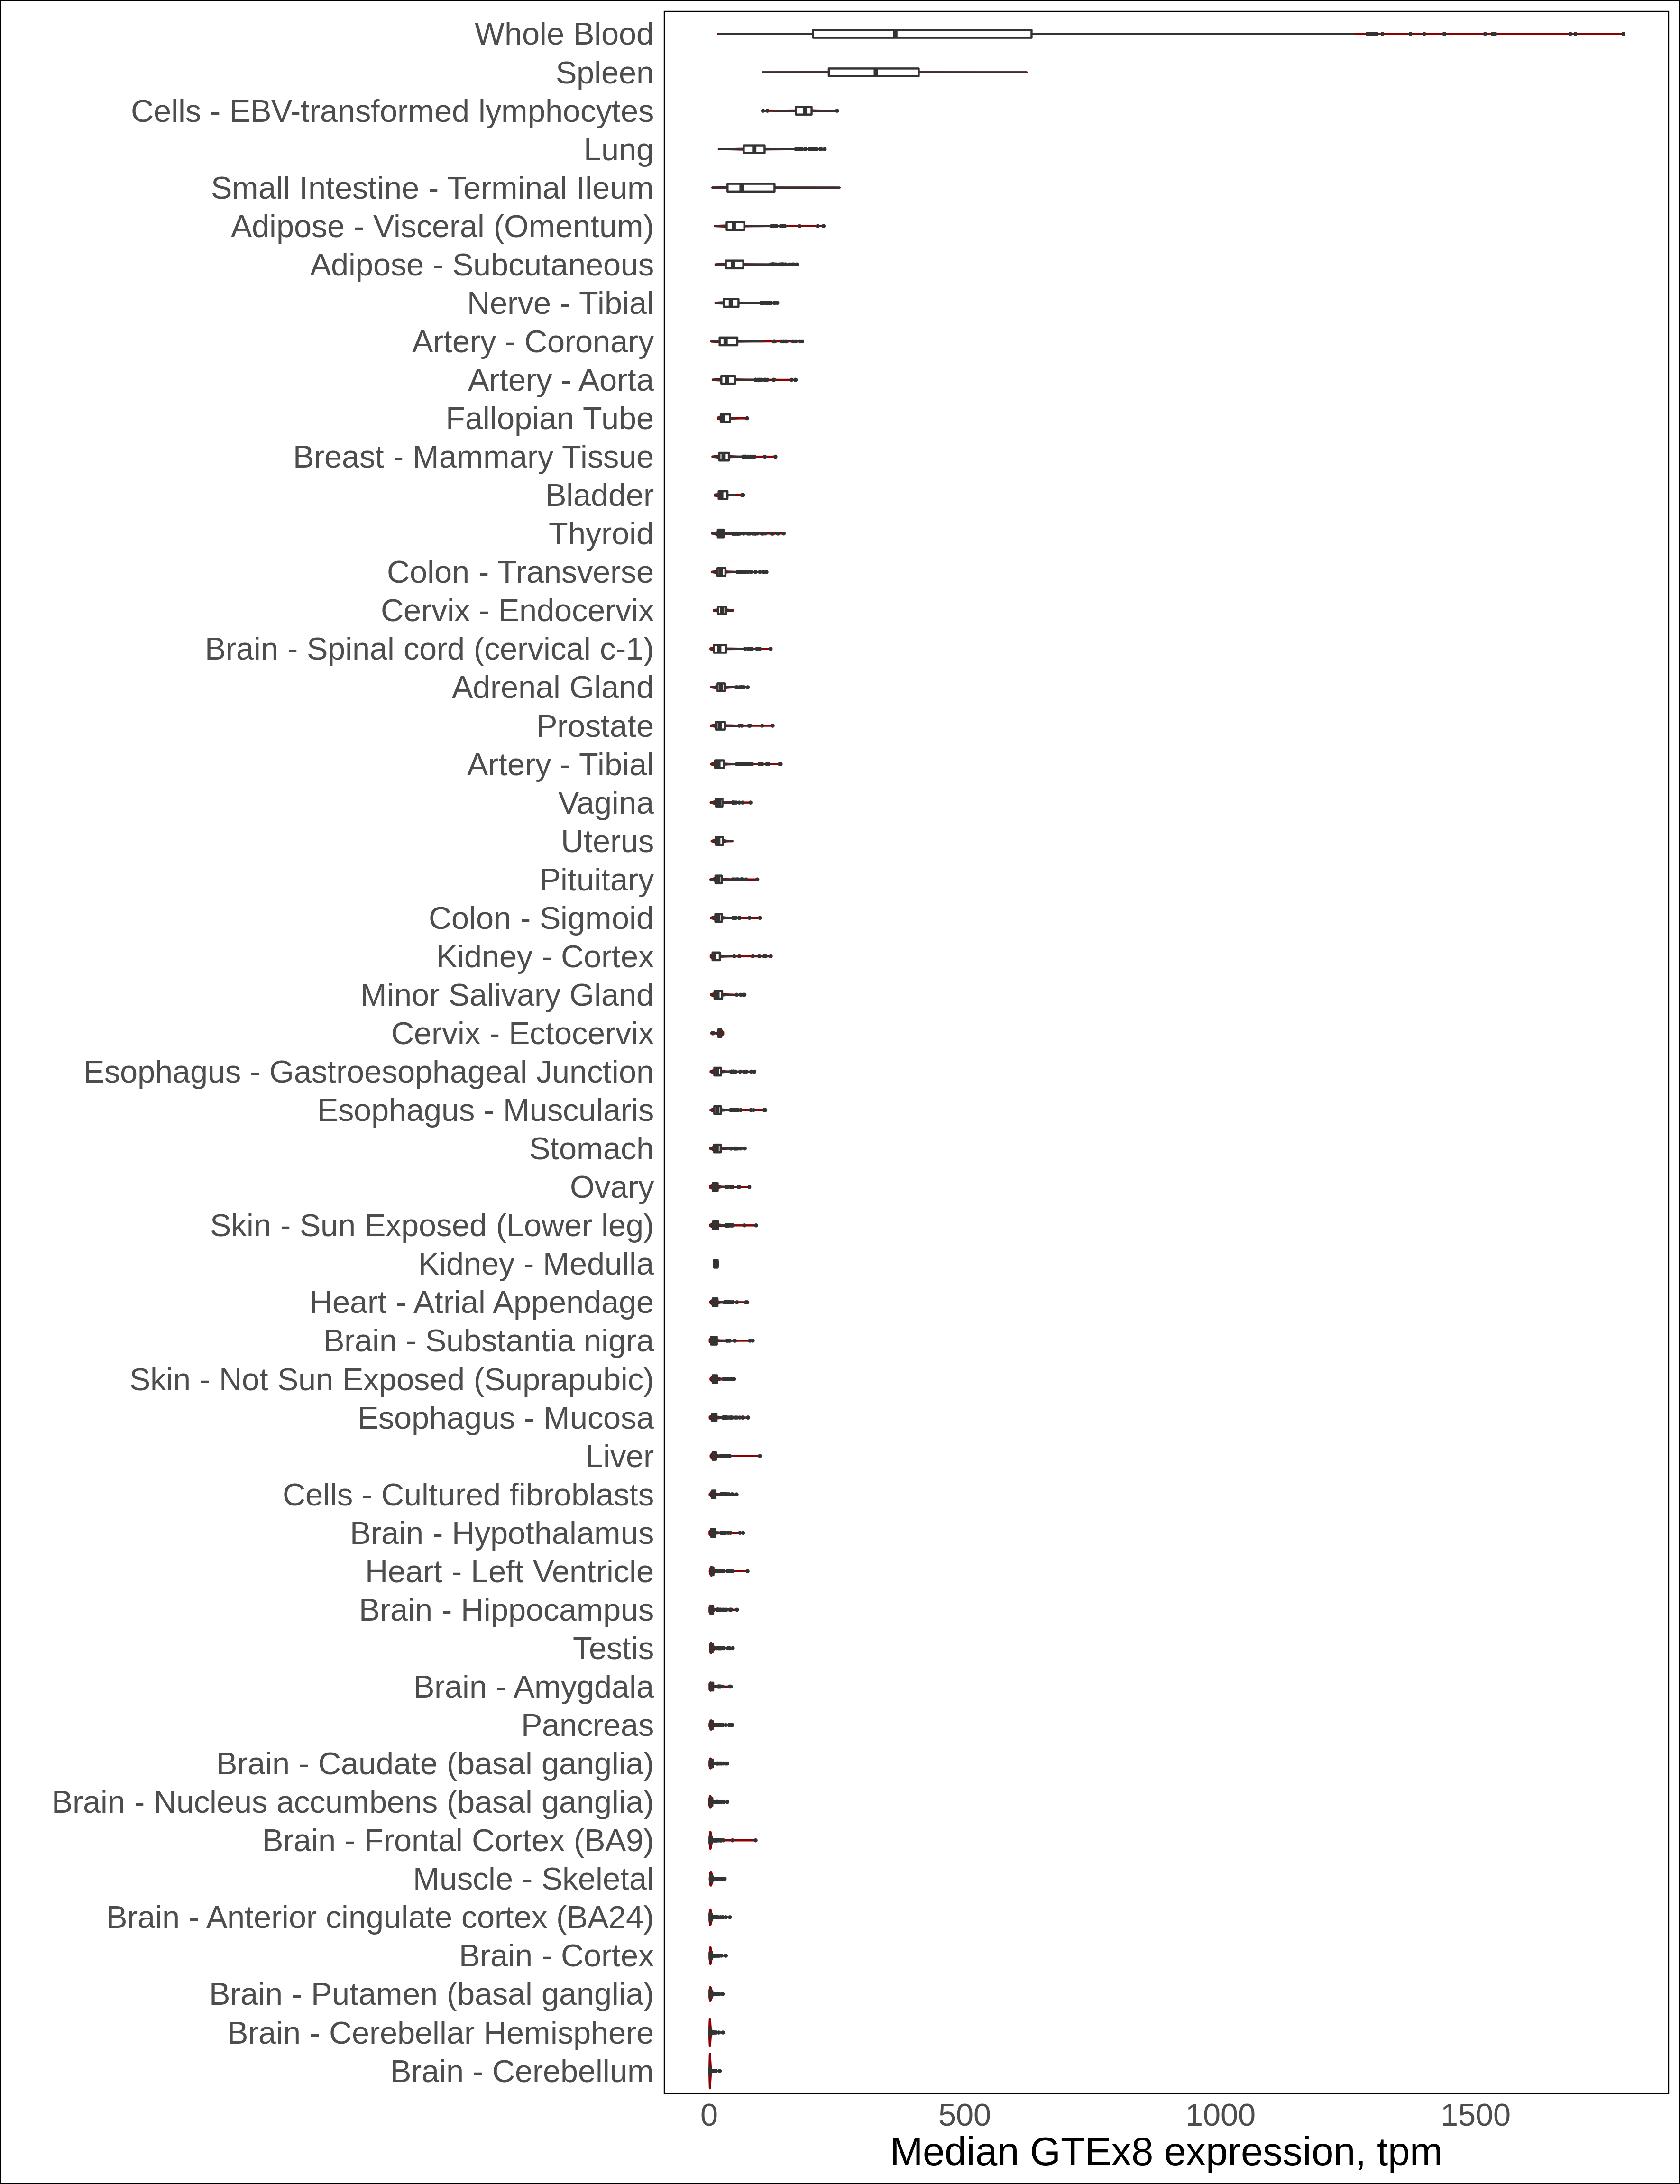 Whole Blood
Spleen
Cells - EBV-transformed lymphocytes
Lung
Small Intestine - Terminal Ileum
Adipose - Visceral (Omentum)
Adipose - Subcutaneous
Nerve - Tibial
Artery - Coronary
Artery - Aorta
Fallopian Tube
Breast - Mammary Tissue
Bladder
Thyroid
Colon - Transverse
Cervix - Endocervix
Brain - Spinal cord (cervical c-1)
Adrenal Gland
Prostate
Artery - Tibial
Vagina
Uterus
Pituitary
Colon - Sigmoid
Kidney - Cortex
Minor Salivary Gland
Cervix - Ectocervix
Esophagus - Gastroesophageal Junction
Esophagus - Muscularis
Stomach
Ovary
Skin - Sun Exposed (Lower leg)
Kidney - Medulla
Heart - Atrial Appendage
Brain - Substantia nigra
Skin - Not Sun Exposed (Suprapubic)
Esophagus - Mucosa
Liver
Cells - Cultured fibroblasts
Brain - Hypothalamus
Heart - Left Ventricle
Brain - Hippocampus
Testis
Brain - Amygdala
Pancreas
Brain - Caudate (basal ganglia)
Brain - Nucleus accumbens (basal ganglia)
Brain - Frontal Cortex (BA9)
Muscle - Skeletal
Brain - Anterior cingulate cortex (BA24)
Brain - Cortex
Brain - Putamen (basal ganglia)
Brain - Cerebellar Hemisphere
Brain - Cerebellum
0 500 1000 1500
Median GTEx8 expression, tpm